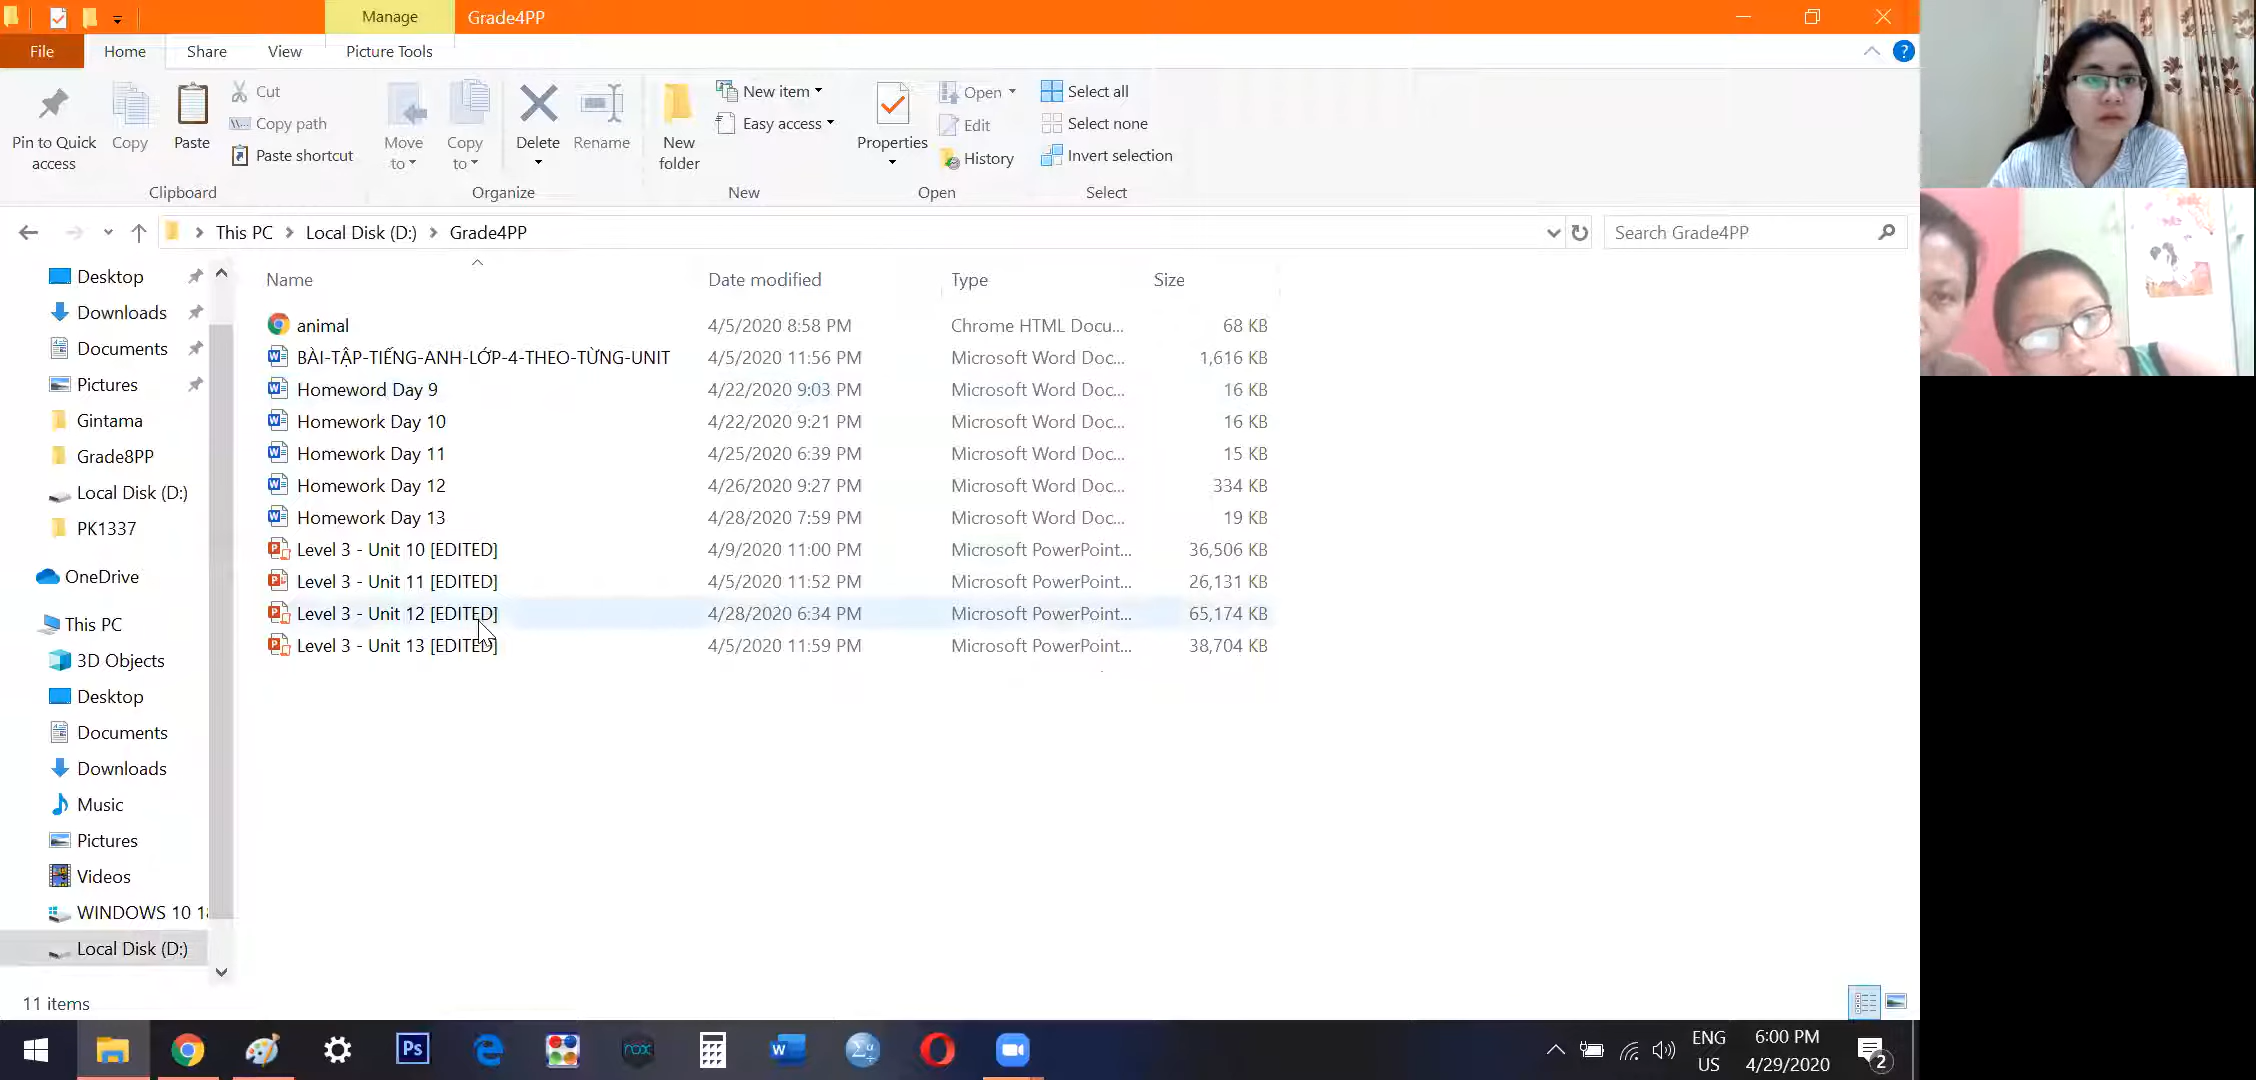 Manage
Grade4PP
File
Home
Share
View
Picture Tools
Pin to Quick access
Copy
Paste
Cut
Copy path
Paste shortcut
Clipboard
Move to
Copy to
Delete
Rename
Organize
New folder
New item
Easy access
New
Properties
Open
Edit
History
Open
Select all
Select none
Invert selection
Select
This PC
Local Disk (D:)
Grade4PP
Search Grade4PP
Desktop
Downloads
Documents
Pictures
Gintama
Grade8PP
Local Disk (D:)
PK1337
OneDrive
This PC
3D Objects
Desktop
Documents
Downloads
Music
Pictures
Videos
WINDOWS 10
Local Disk (D:)
Name Date modified Type Size
animal 4/5/2020 8:58 PM Chrome HTML Docu... 68 KB
BÀI-TẬP-TIẾNG-ANH-LỚP-4-THEO-TỪNG-UNIT 4/5/2020 11:56 PM Microsoft Word Doc... 1,616 KB
Homeword Day 9 4/22/2020 9:03 PM Microsoft Word Doc... 16 KB
Homework Day 10 4/22/2020 9:21 PM Microsoft Word Doc... 16 KB
Homework Day 11 4/25/2020 6:39 PM Microsoft Word Doc... 15 KB
Homework Day 12 4/26/2020 9:27 PM Microsoft Word Doc... 334 KB
Homework Day 13 4/28/2020 7:59 PM Microsoft Word Doc... 19 KB
Level 3 - Unit 10 [EDITED] 4/9/2020 11:00 PM Microsoft PowerPoint... 36,506 KB
Level 3 - Unit 11 [EDITED] 4/5/2020 11:52 PM Microsoft PowerPoint... 26,131 KB
Level 3 - Unit 12 [EDITED] 4/28/2020 6:34 PM Microsoft PowerPoint... 65,174 KB
Level 3 - Unit 13 [EDITED] 4/5/2020 11:59 PM Microsoft PowerPoint... 38,704 KB
11 items
Ps
nox
ENG
US
6:00 PM
4/29/2020
2